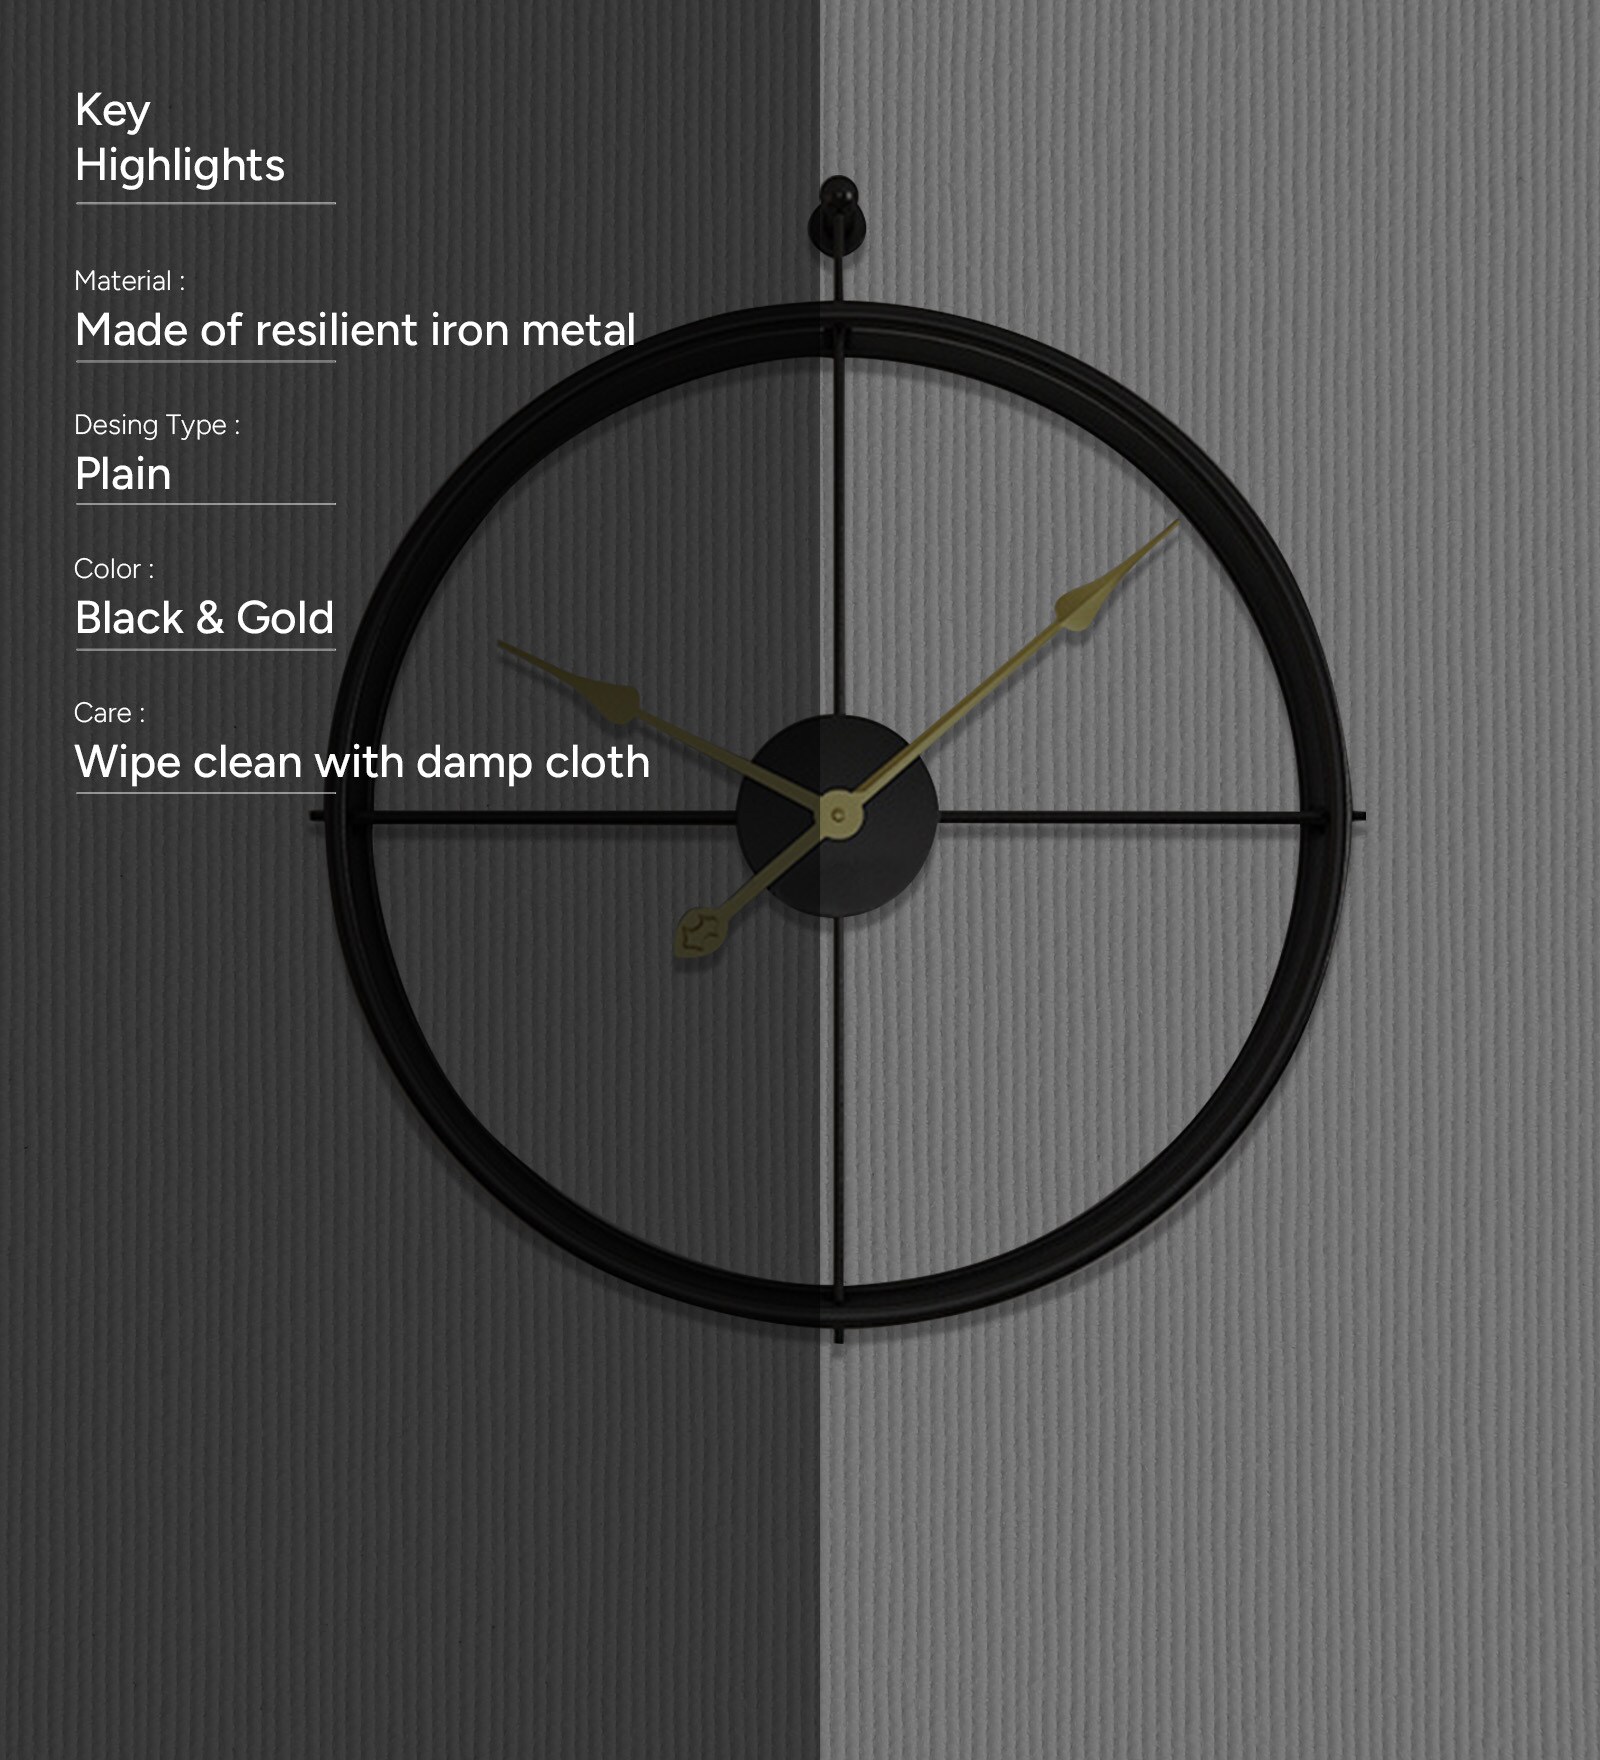 Key
Highlights
Material :
Made of resilient iron metal
Desing Type :
Plain
Color :
Black & Gold
Care :
Wipe clean with damp cloth